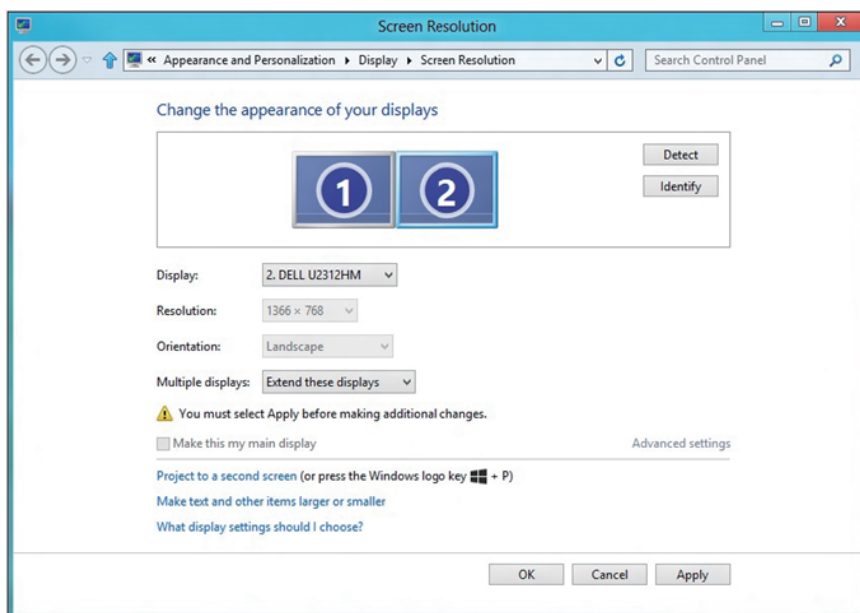 Screen Resolution
« Appearance and Personalization ▸ Display ▸ Screen Resolution
Search Control Panel
Change the appearance of your displays
1 2
Detect
Identify
Display: 2. DELL U2312HM
Resolution: 1366 × 768
Orientation: Landscape
Multiple displays: Extend these displays
You must select Apply before making additional changes.
Make this my main display Advanced settings
Project to a second screen (or press the Windows logo key + P)
Make text and other items larger or smaller
What display settings should I choose?
OK Cancel Apply